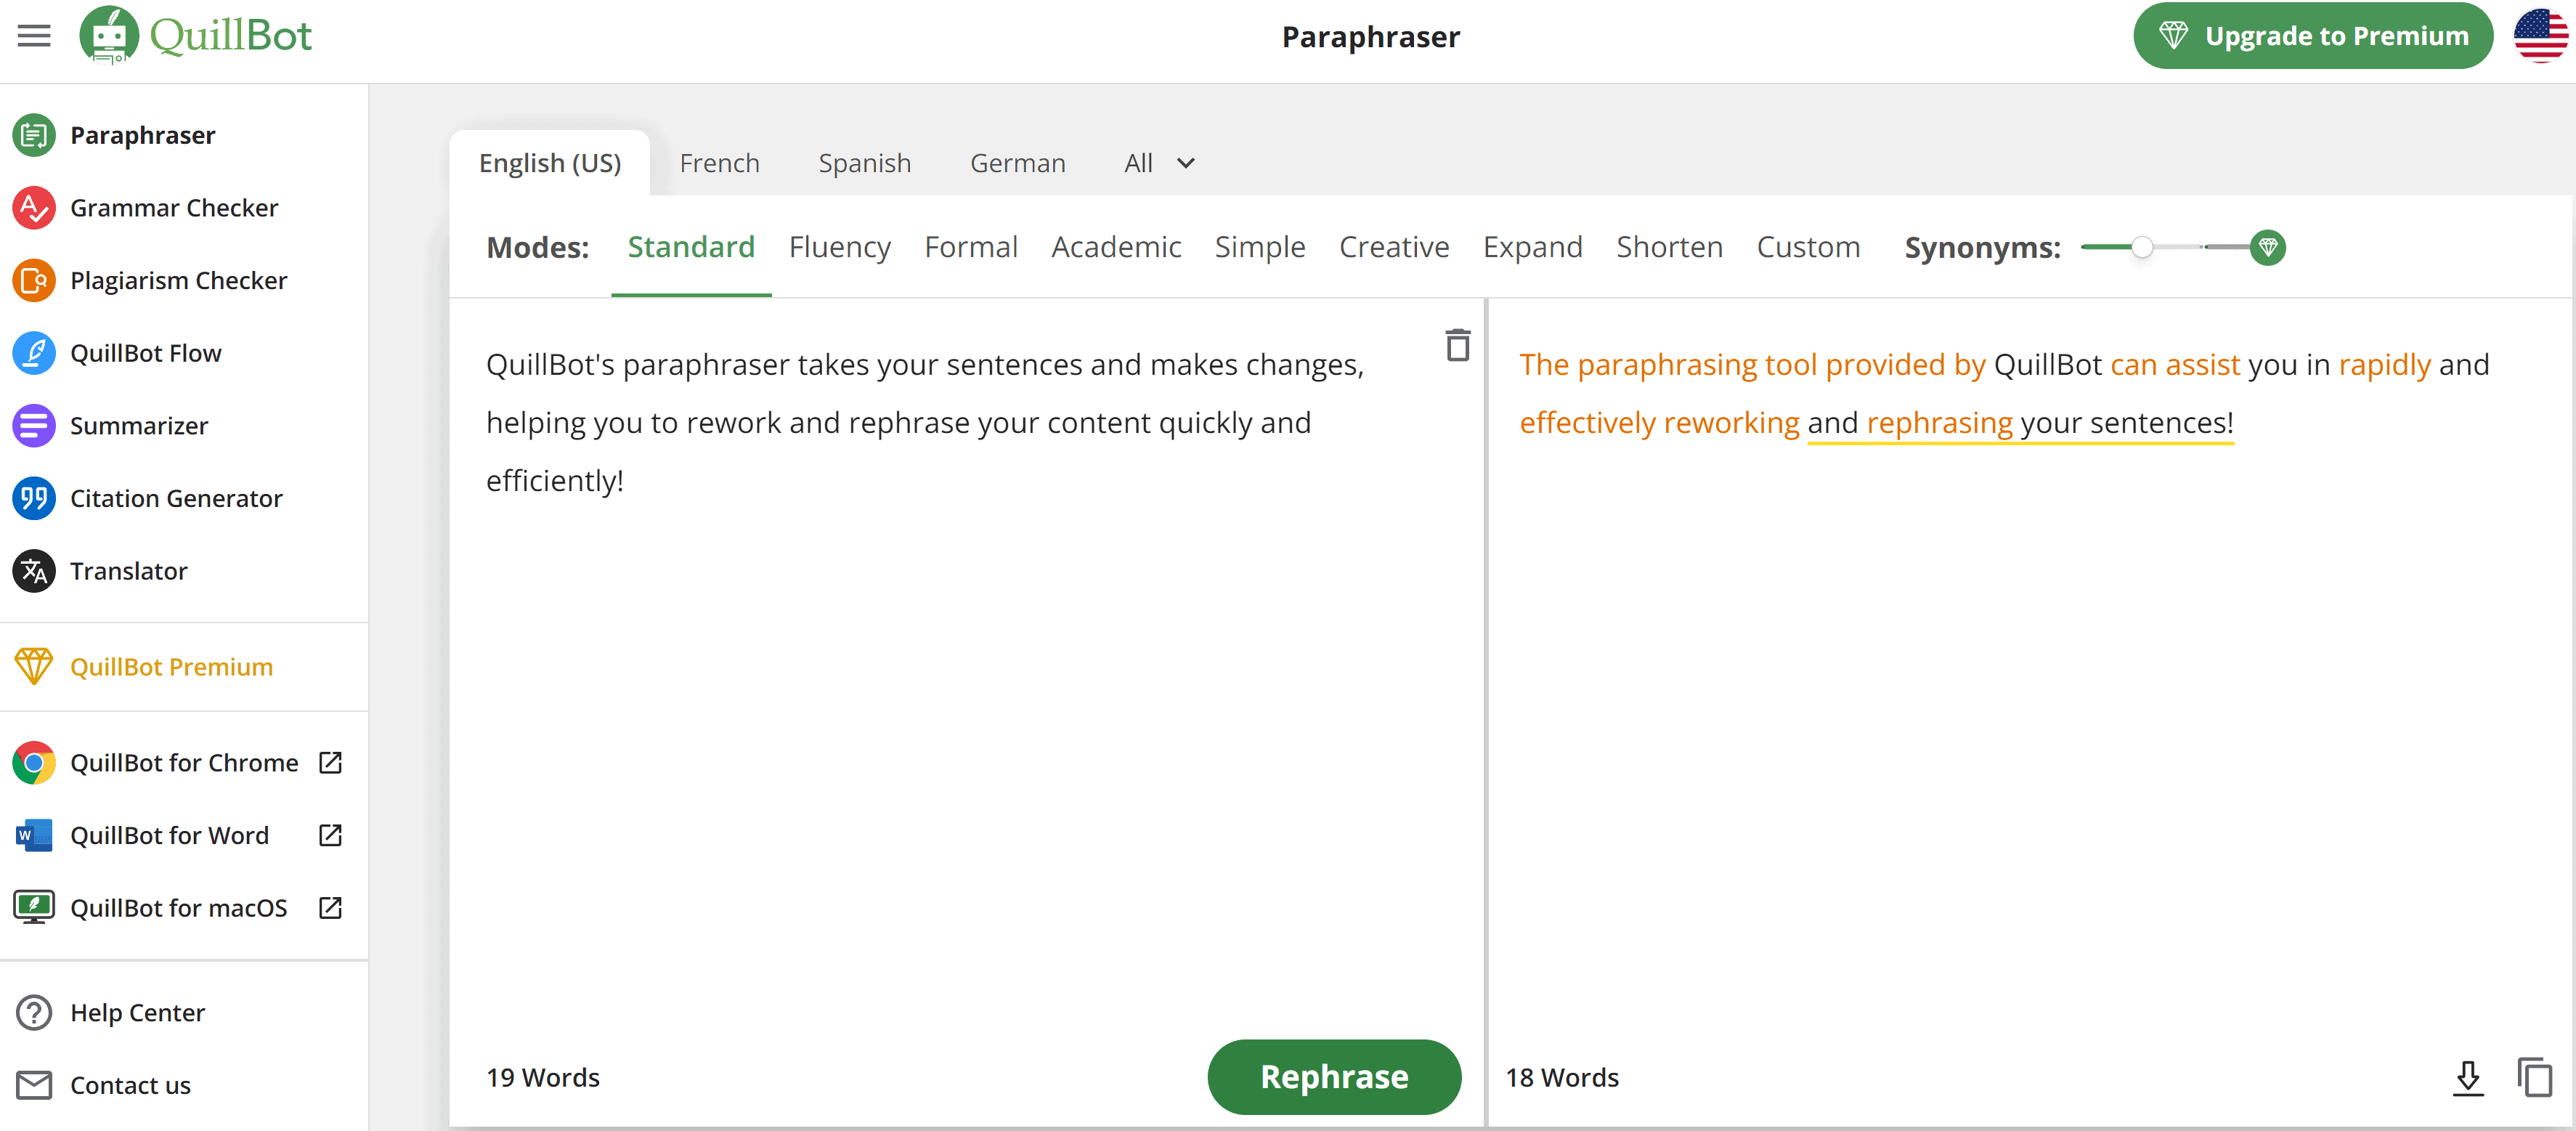 QuillBot
Paraphraser
Upgrade to Premium
Paraphraser
Grammar Checker
Plagiarism Checker
QuillBot Flow
Summarizer
Citation Generator
Translator
QuillBot Premium
QuillBot for Chrome
QuillBot for Word
QuillBot for macOS
Help Center
Contact us
English (US) French Spanish German All
Modes: Standard Fluency Formal Academic Simple Creative Expand Shorten Custom Synonyms:
QuillBot's paraphraser takes your sentences and makes changes,
helping you to rework and rephrase your content quickly and
efficiently!
19 Words
Rephrase
The paraphrasing tool provided by QuillBot can assist you in rapidly and
effectively reworking and rephrasing your sentences!
18 Words